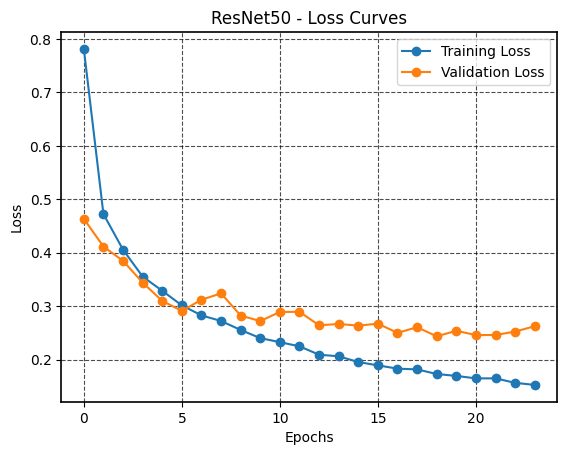 ResNet50 - Loss Curves
Training Loss
Validation Loss
0.8
0.7
0.6
0.5
0.4
0.3
0.2
Loss
0 5 10 15 20
Epochs